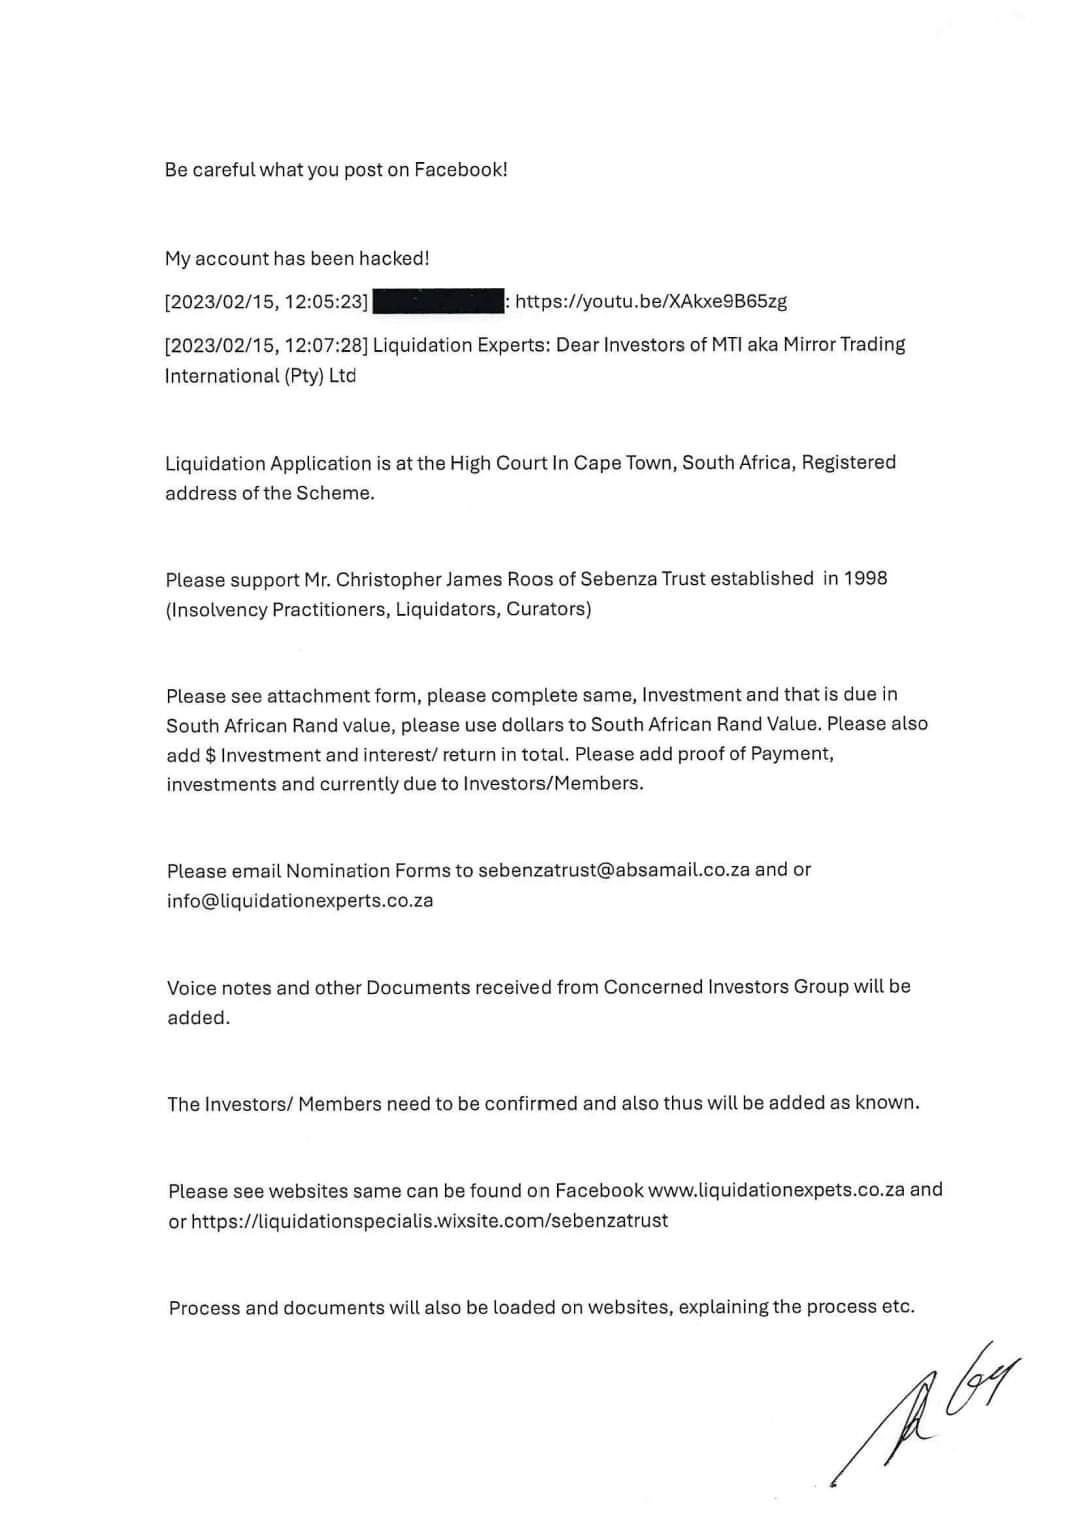 Be careful what you post on Facebook!
My account has been hacked!
[2023/02/15, 12:05:23] : https://youtu.be/XAkxe9B65zg
[2023/02/15, 12:07:28] Liquidation Experts: Dear Investors of MTI aka Mirror Trading
International (Pty) Ltd
Liquidation Application is at the High Court In Cape Town, South Africa, Registered
address of the Scheme.
Please support Mr. Christopher James Roos of Sebenza Trust established  in 1998
(Insolvency Practitioners, Liquidators, Curators)
Please see attachment form, please complete same, Investment and that is due in
South African Rand value, please use dollars to South African Rand Value. Please also
add $ Investment and interest/ return in total. Please add proof of Payment,
investments and currently due to Investors/Members.
Please email Nomination Forms to sebenzatrust@absamail.co.za and or
info@liquidationexperts.co.za
Voice notes and other Documents received from Concerned Investors Group will be
added.
The Investors/ Members need to be confirmed and also thus will be added as known.
Please see websites same can be found on Facebook www.liquidationexpets.co.za and
or https://liquidationspecialis.wixsite.com/sebenzatrust
Process and documents will also be loaded on websites, explaining the process etc.